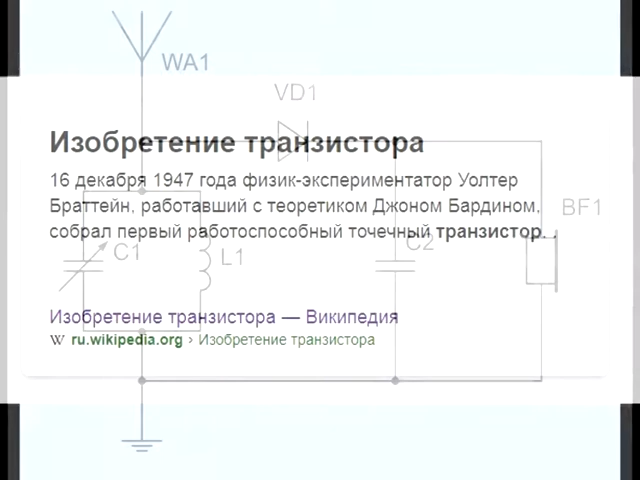 WA1
VD1
Изобретение транзистора
16 декабря 1947 года физик-экспериментатор Уолтер
Браттейн, работавший с теоретиком Джоном Бардином,
собрал первый работоспособный точечный транзистор. .
BF1
C1
L1
C2
Изобретение транзистора — Википедия
W ru.wikipedia.org › Изобретение транзистора